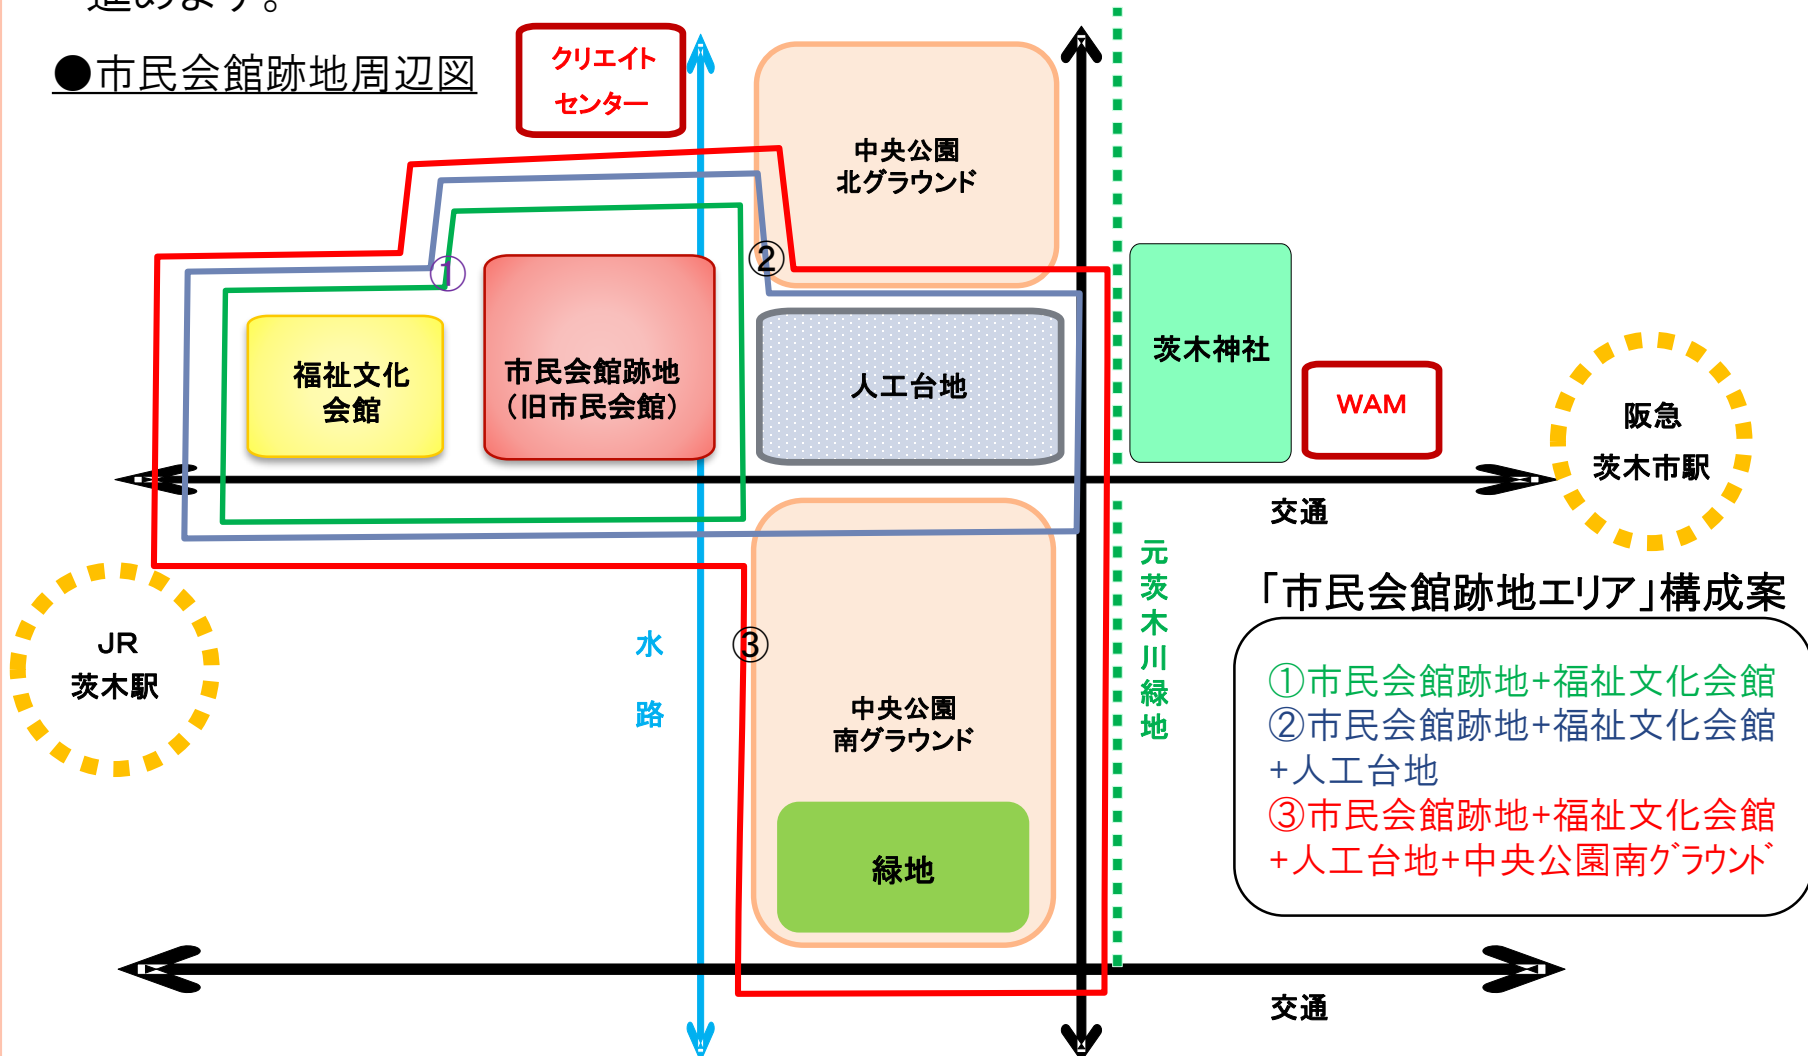 進めます。
●市民会館跡地周辺図
クリエイト
センター
中央公園
北グラウンド
①
②
福祉文化
会館
市民会館跡地
（旧市民会館）
人工台地
茨木神社
WAM
阪急
茨木市駅
交通
元茨木川緑地
「市民会館跡地エリア」構成案
JR
茨木駅
水路
③
中央公園
南グラウンド
緑地
①市民会館跡地+福祉文化会館
②市民会館跡地+福祉文化会館
+人工台地
③市民会館跡地+福祉文化会館
+人工台地+中央公園南ｸﾞﾗｳﾝﾄﾞ
交通